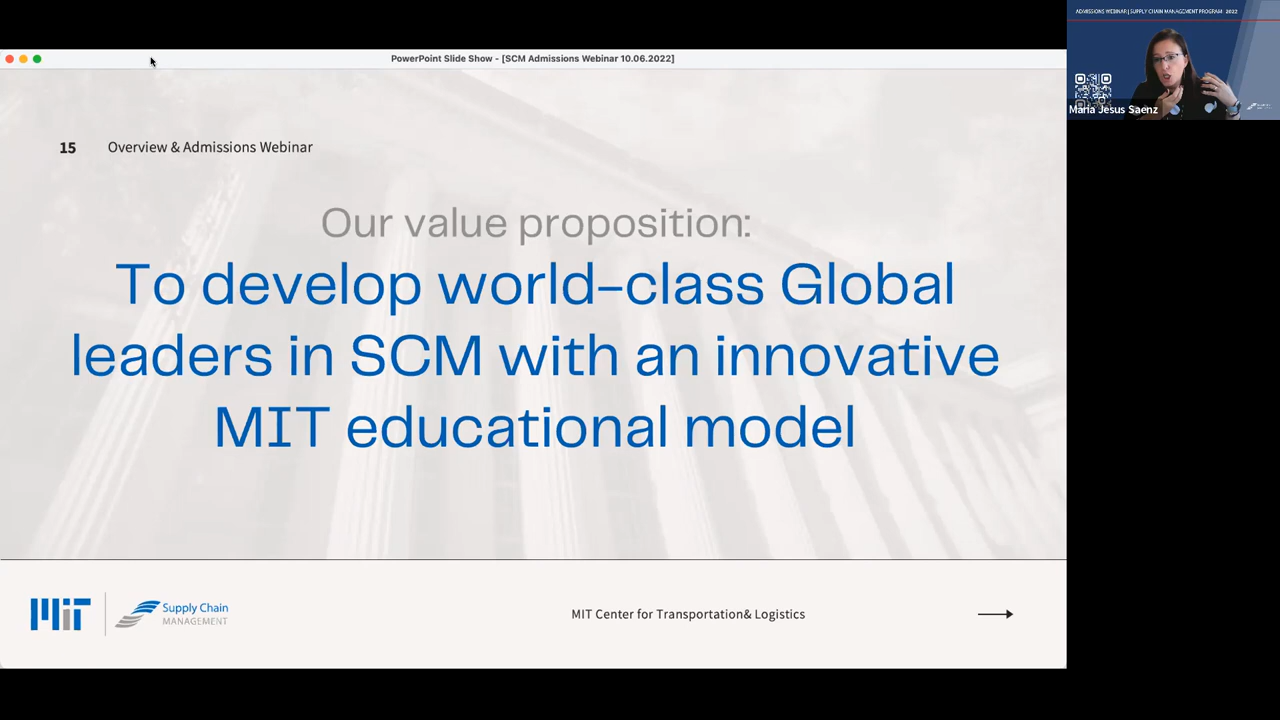 PowerPoint Slide Show - [SCM Admissions Webinar 10.06.2022]
ADMISSIONS WEBINAR | SUPPLY CHAIN MANAGEMENT PROGRAM 2022
Maria Jesus Saenz
15 Overview & Admissions Webinar
Our value proposition:
To develop world-class Global
leaders in SCM with an innovative
MIT educational model
MIT
Supply Chain
MANAGEMENT
MIT Center for Transportation& Logistics